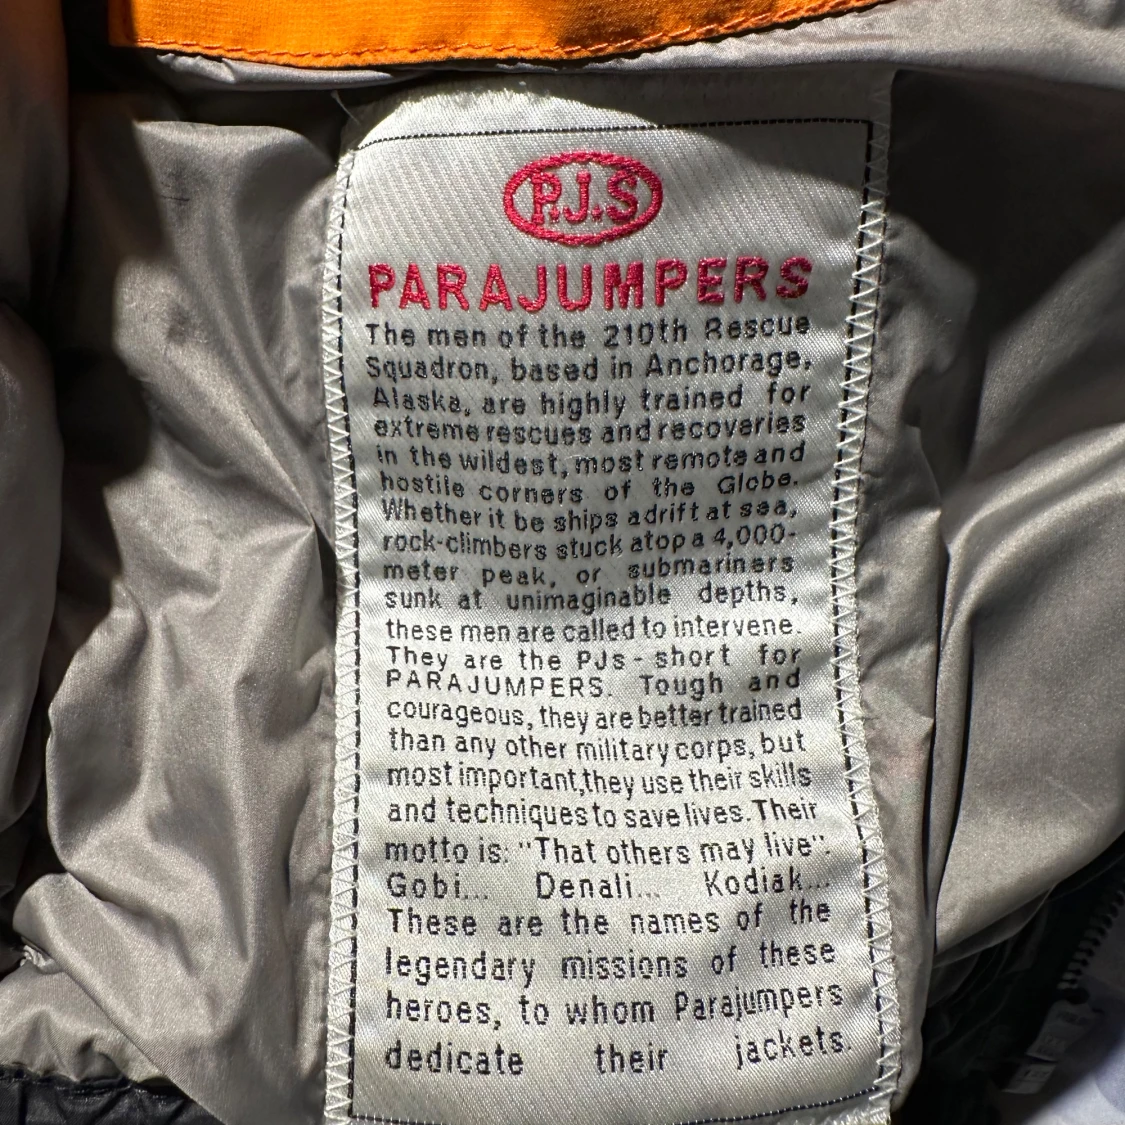 P.J.S
PARAJUMPERS
The men of the 210th Rescue
Squadron, based in Anchorage,
Alaska, are highly trained for
extreme rescues and recoveries
in the wildest, most remote and
hostile corners of the Globe.
Whether it be ships adrift at sea,
rock-climbers stuck atop a 4,000-
meter peak, or submariners
sunk at unimaginable depths,
these men are called to intervene.
They are the PJs - short for
PARAJUMPERS. Tough and
courageous, they are better trained
than any other military corps, but
most important,they use their skills
and techniques to save lives. Their
motto is: "That others may live".
Gobi... Denali... Kodiak...
These are the names of the
legendary missions of these
heroes, to whom Parajumpers
dedicate their jackets.